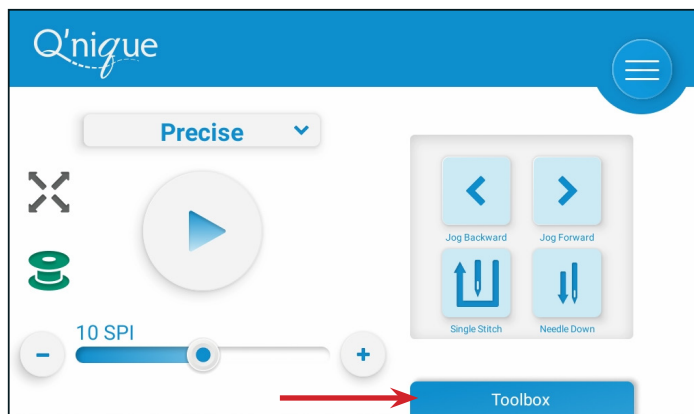 Q'nique
Precise
10 SPI
Jog Backward
Jog Forward
Single Stitch
Needle Down
Toolbox